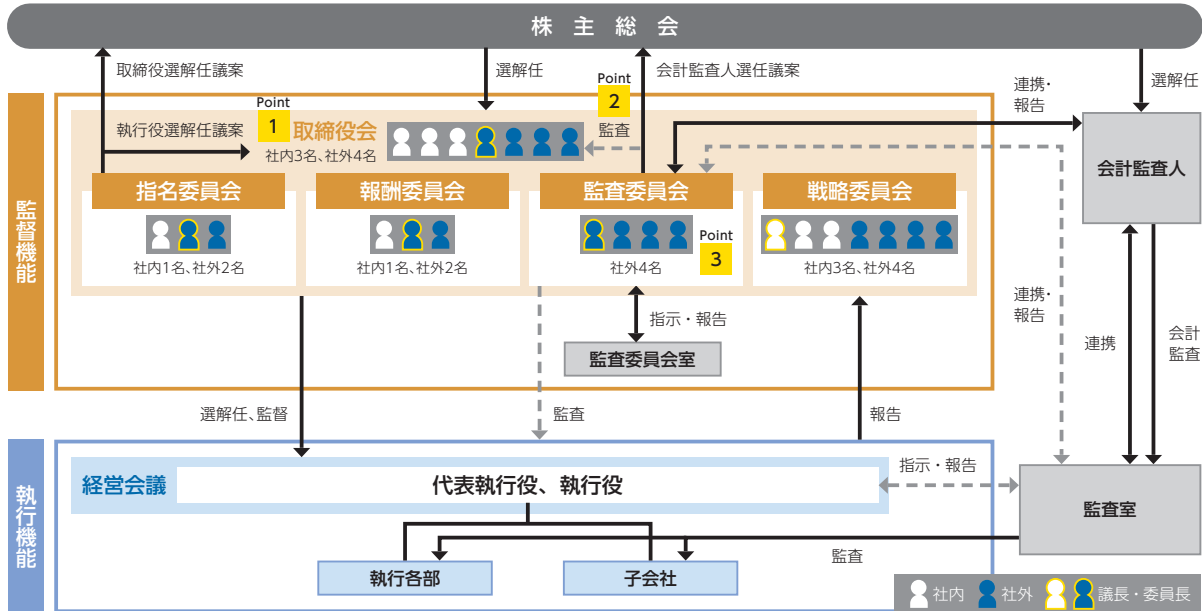 株主総会
取締役選解任議案
選解任
会計監査人選任議案
選解任
連携・
報告
監督機能
執行役選解任議案
Point
1
取締役会
社内3名、社外4名
Point
2
監査
会計監査人
指名委員会
社内1名、社外2名
報酬委員会
社内1名、社外2名
監査委員会
社外4名
Point
3
戦略委員会
社内3名、社外4名
指示・報告
監査委員会室
連携・
報告
連携
会計
監査
選解任、監督
監査
報告
執行機能
経営会議
代表執行役、執行役
指示・報告
監査室
監査
執行各部
子会社
社内
社外
議長・委員長